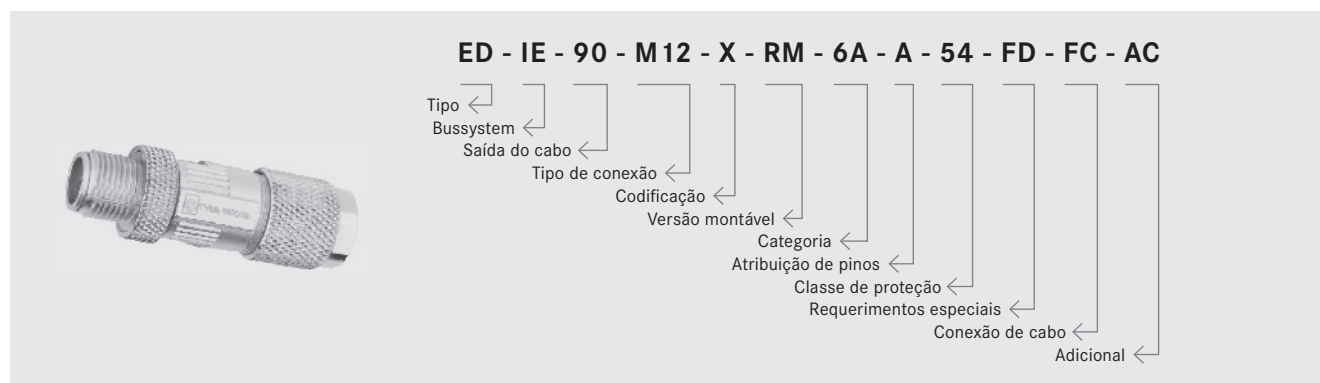 ED - IE - 90 - M12 - X - RM - 6A - A - 54 - FD - FC - AC
Tipo
Bussystem
Saída do cabo
Tipo de conexão
Codificação
Versão montável
Categoria
Atribuição de pinos
Classe de proteção
Requerimentos especiais
Conexão de cabo
Adicional